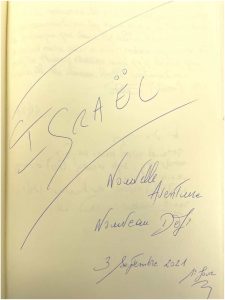 ISRAËL
Nouvelle
Aventure
Nouveau Défi
3 Septembre 2021